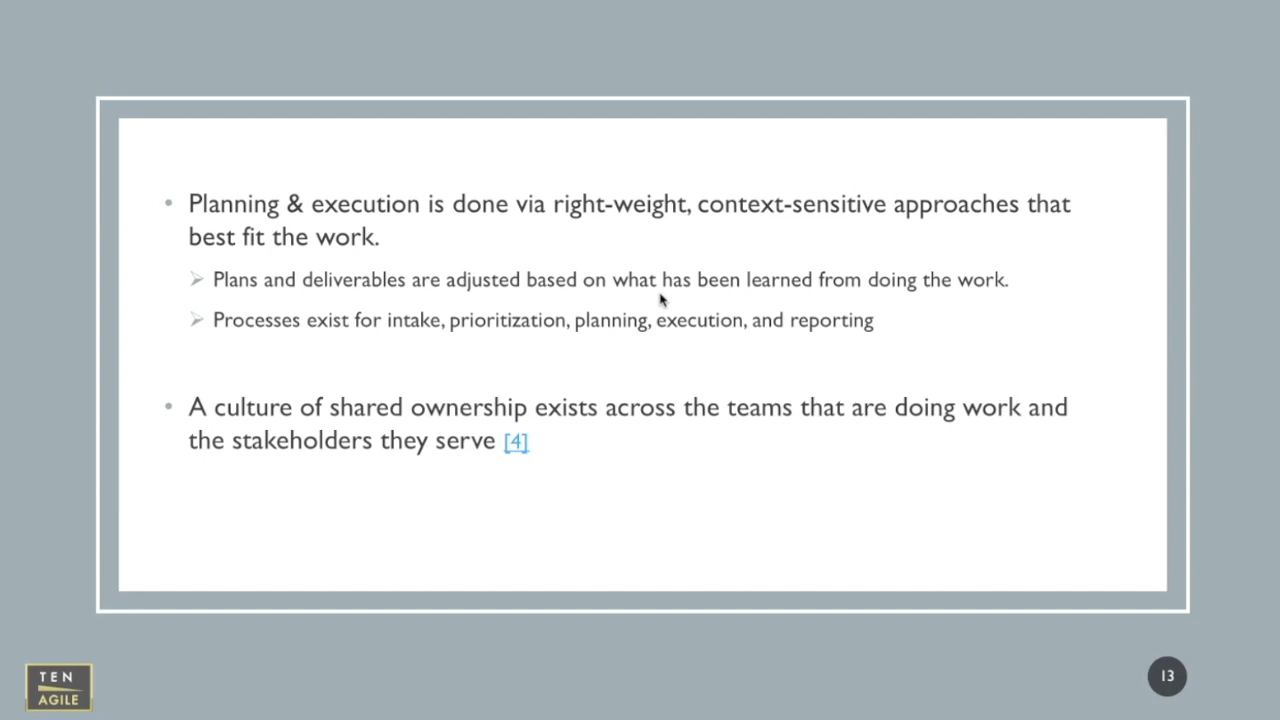 Planning & execution is done via right-weight, context-sensitive approaches that
best fit the work.
Plans and deliverables are adjusted based on what has been learned from doing the work.
Processes exist for intake, prioritization, planning, execution, and reporting
A culture of shared ownership exists across the teams that are doing work and
the stakeholders they serve [4]
TEN
AGILE
13